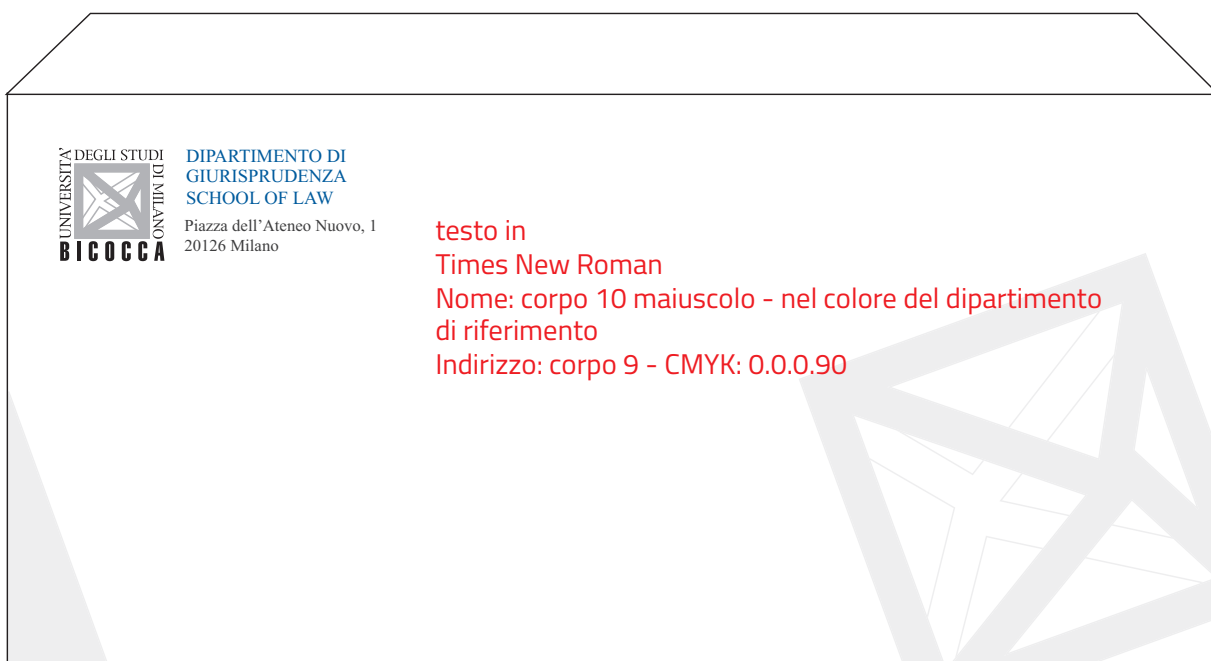 UNIVERSITA' DEGLI STUDI DI MILANO
BICOCCA
DIPARTIMENTO DI
GIURISPRUDENZA
SCHOOL OF LAW
Piazza dell'Ateneo Nuovo, 1
20126 Milano
testo in
Times New Roman
Nome: corpo 10 maiuscolo - nel colore del dipartimento
di riferimento
Indirizzo: corpo 9 - CMYK: 0.0.0.90